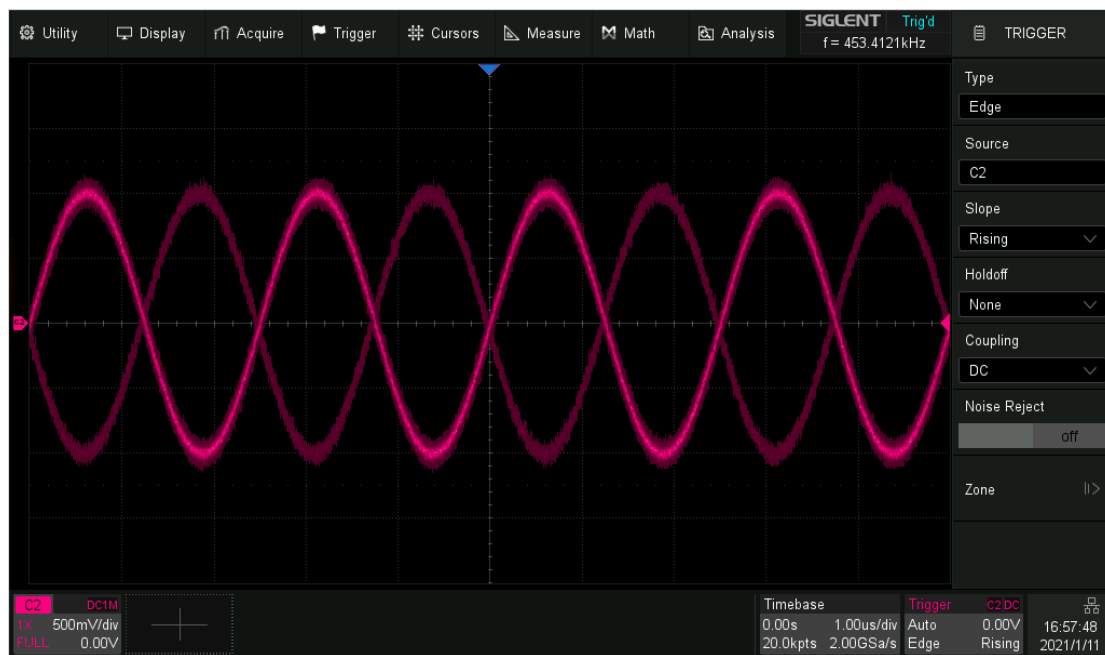 Utility Display Acquire Trigger Cursors Measure Math Analysis SIGLENT Trig'd
f = 453.4121kHz
TRIGGER
Type
Edge
Source
C2
Slope
Rising
Holdoff
None
Coupling
DC
Noise Reject
off
Zone
C2
C2 DC1M
1X 500mV/div
FULL 0.00V
Timebase
0.00s 1.00us/div
20.0kpts 2.00GSa/s
Trigger C2 DC
Auto 0.00V
Edge Rising
16:57:48
2021/1/11